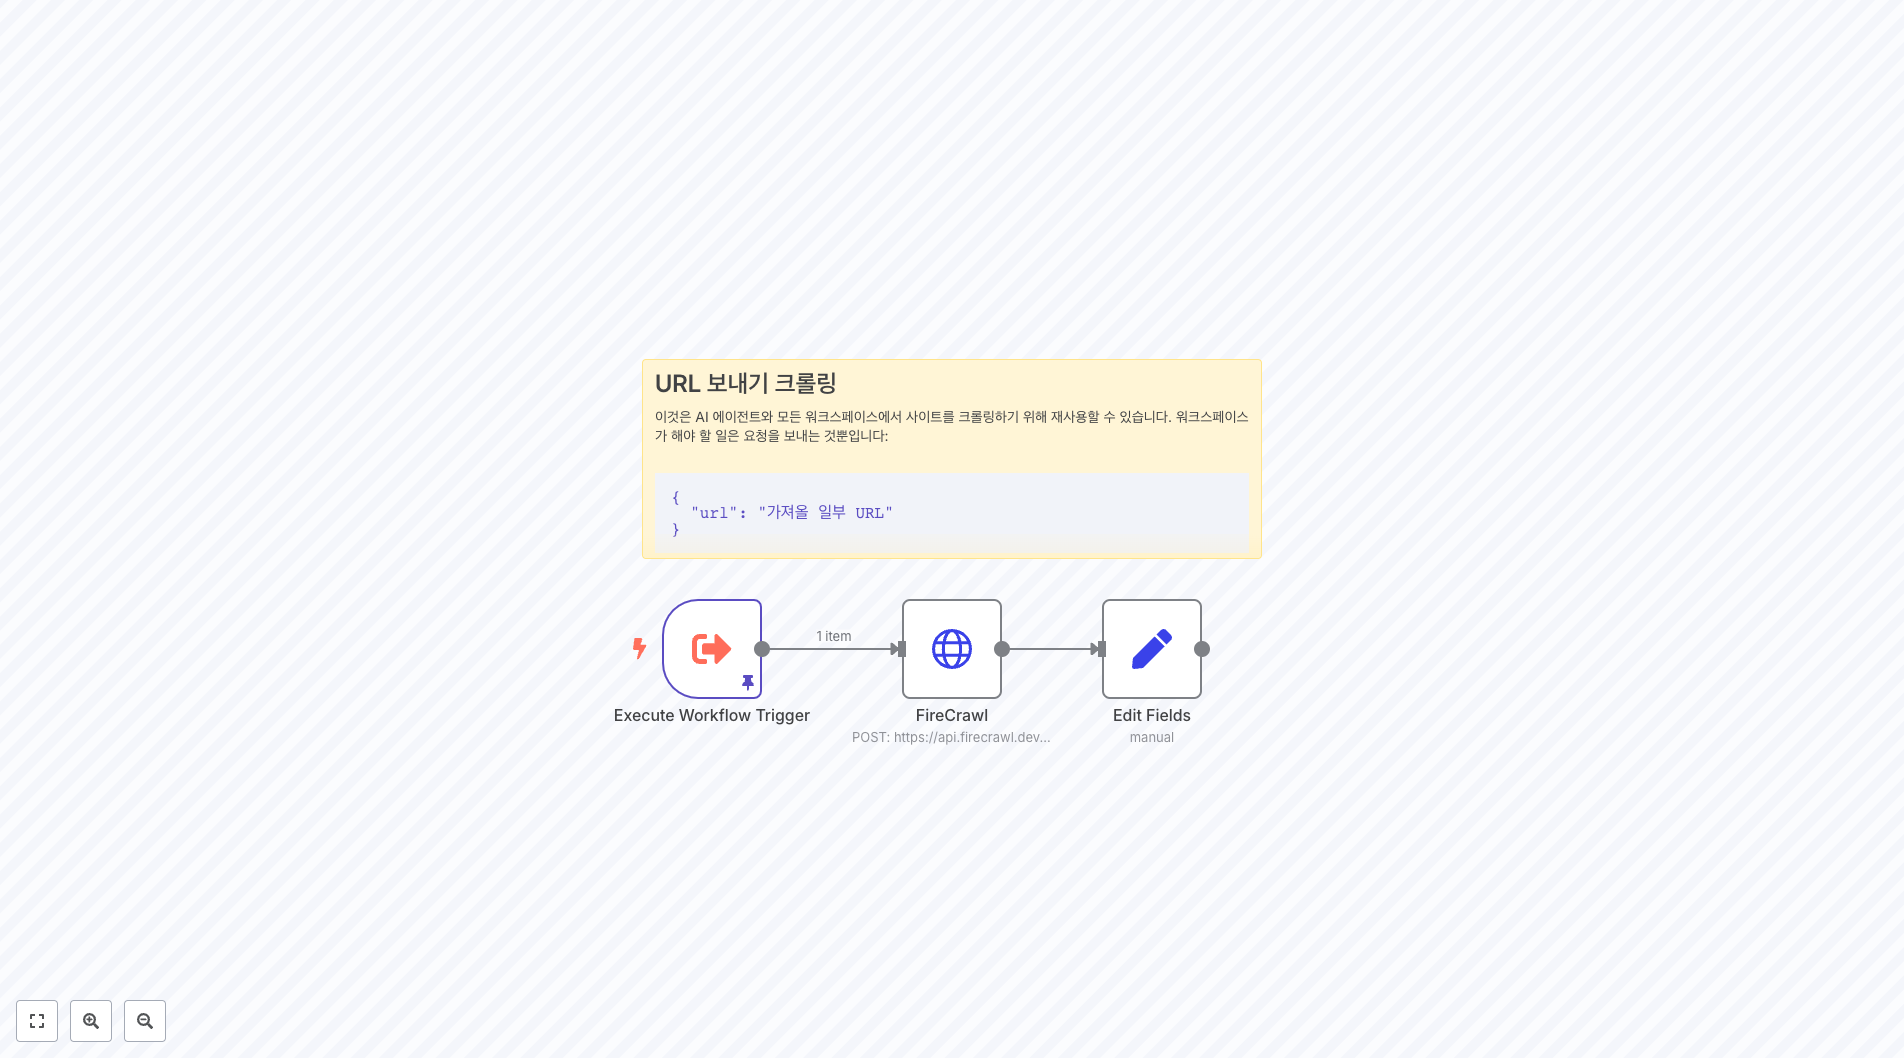 URL 보내기 크롤링
이것은 AI 에이전트와 모든 워크스페이스에서 사이트를 크롤링하기 위해 재사용할 수 있습니다. 워크스페이스
가 해야 할 일은 요청을 보내는 것뿐입니다:
{
"url": "가져올 일부 URL"
}
1 item
Execute Workflow Trigger
FireCrawl
Edit Fields
POST: https://api.firecrawl.dev...
manual